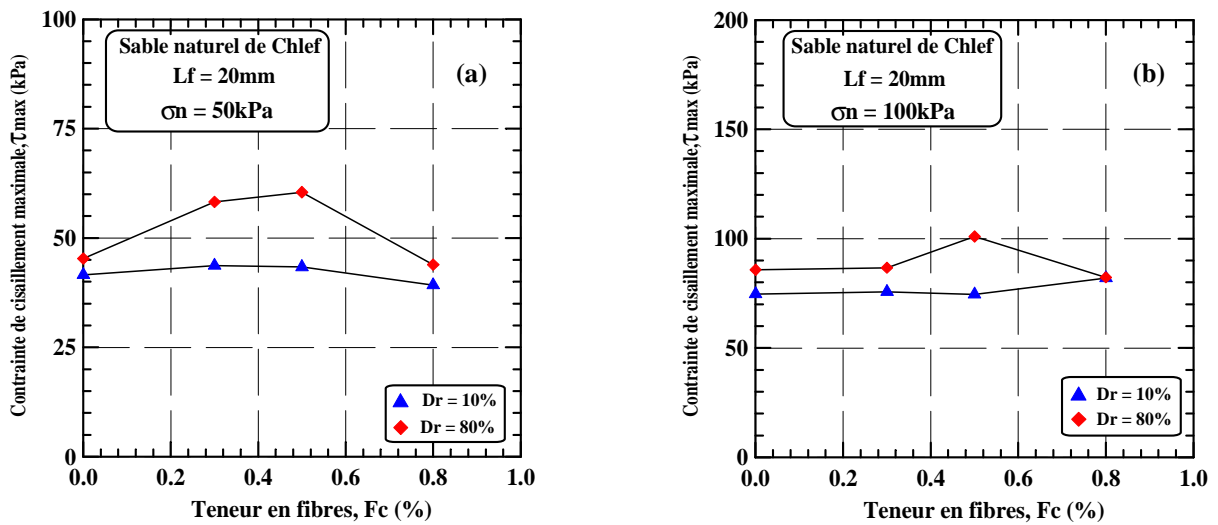 100
75
50
25
0
Contrainte de cisaillement maximale,τmax (kPa)
Sable naturel de Chlef
Lf = 20mm
σn = 50kPa
(a)
Dr = 10%
Dr = 80%
0.0 0.2 0.4 0.6 0.8 1.0
Teneur en fibres, Fc (%)
200
150
100
50
0
Contrainte de cisaillement maximale,τmax (kPa)
Sable naturel de Chlef
Lf = 20mm
σn = 100kPa
(b)
Dr = 10%
Dr = 80%
0.0 0.2 0.4 0.6 0.8 1.0
Teneur en fibres, Fc (%)